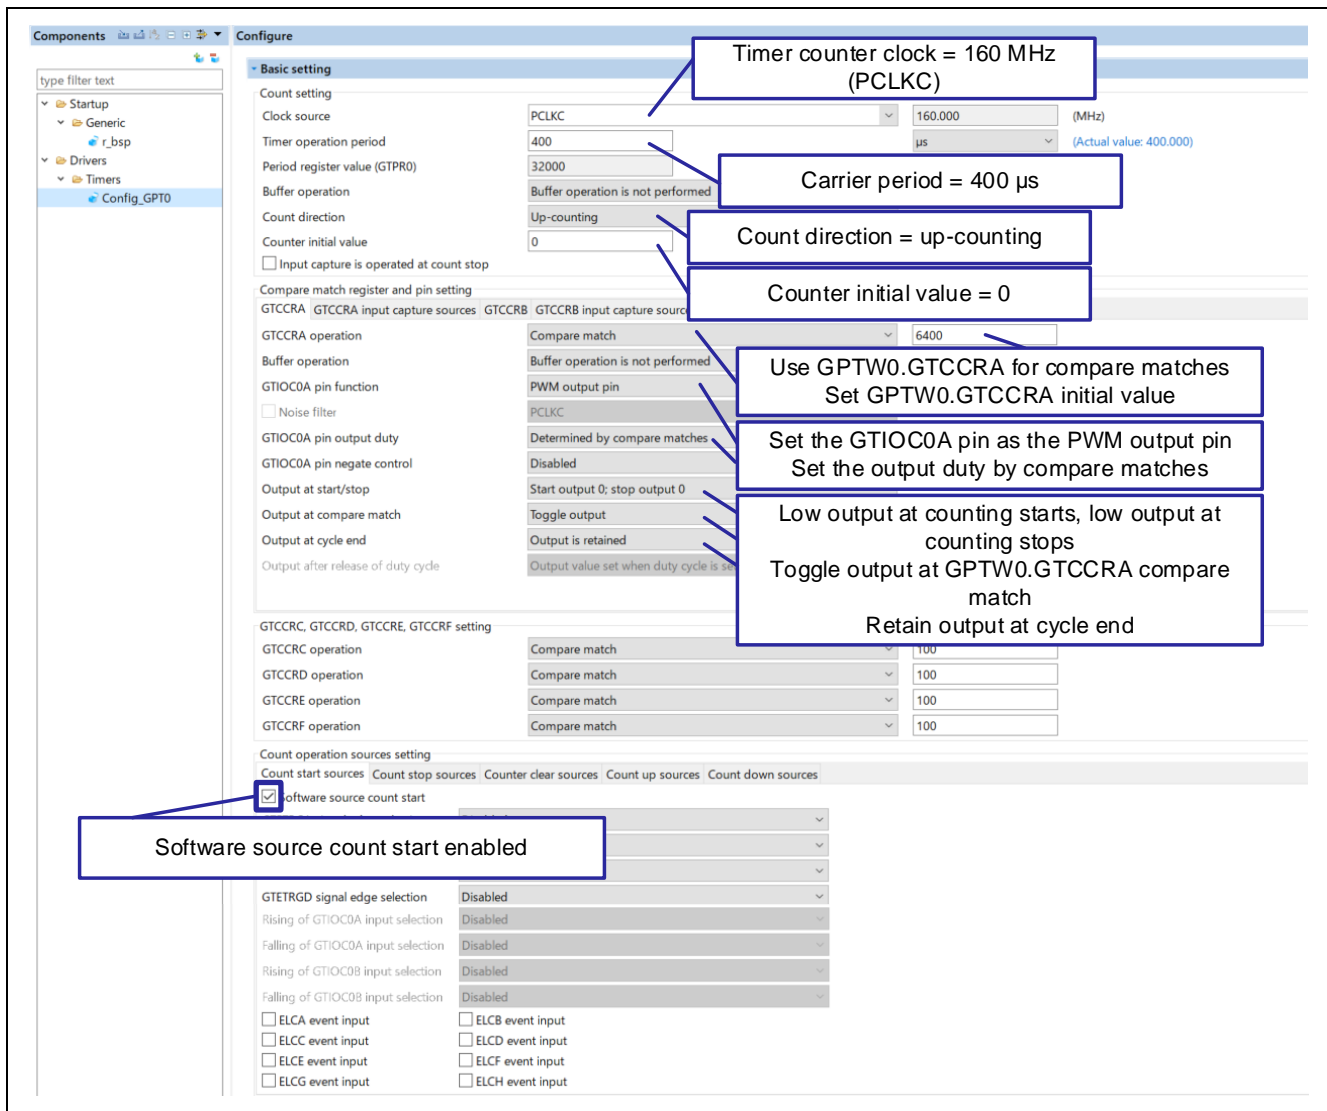 Components
Configure
type filter text
Startup
Generic
r_bsp
Drivers
Timers
Config_GPT0
Basic setting
Count setting
Clock source PCLKC 160.000 (MHz)
Timer operation period 400 µs (Actual value: 400.000)
Period register value (GTPR0) 32000
Buffer operation Buffer operation is not performed
Count direction Up-counting
Counter initial value 0
Input capture is operated at count stop
Timer counter clock = 160 MHz
(PCLKC)
Carrier period = 400 µs
Count direction = up-counting
Counter initial value = 0
Compare match register and pin setting
GTCCRA GTCCRA input capture sources GTCCRB GTCCRB input capture sourc
GTCCRA operation Compare match 6400
Buffer operation Buffer operation is not performed
GTIOC0A pin function PWM output pin
Noise filter PCLKC
GTIOC0A pin output duty Determined by compare matches
GTIOC0A pin negate control Disabled
Output at start/stop Start output 0; stop output 0
Output at compare match Toggle output
Output at cycle end Output is retained
Output after release of duty cycle Output value set when duty cycle is se
Use GPTW0.GTCCRA for compare matches
Set GPTW0.GTCCRA initial value
Set the GTIOC0A pin as the PWM output pin
Set the output duty by compare matches
Low output at counting starts, low output at
counting stops
Toggle output at GPTW0.GTCCRA compare
match
Retain output at cycle end
GTCCRC, GTCCRD, GTCCRE, GTCCRF setting
GTCCRC operation Compare match 100
GTCCRD operation Compare match 100
GTCCRE operation Compare match 100
GTCCRF operation Compare match 100
Count operation sources setting
Count start sources Count stop sources Counter clear sources Count up sources Count down sources
Software source count start
Software source count start enabled
GTETRGD signal edge selection Disabled
Rising of GTIOC0A input selection Disabled
Falling of GTIOC0A input selection Disabled
Rising of GTIOC0B input selection Disabled
Falling of GTIOC0B input selection Disabled
ELCA event input ELCB event input
ELCC event input ELCD event input
ELCE event input ELCF event input
ELCG event input ELCH event input